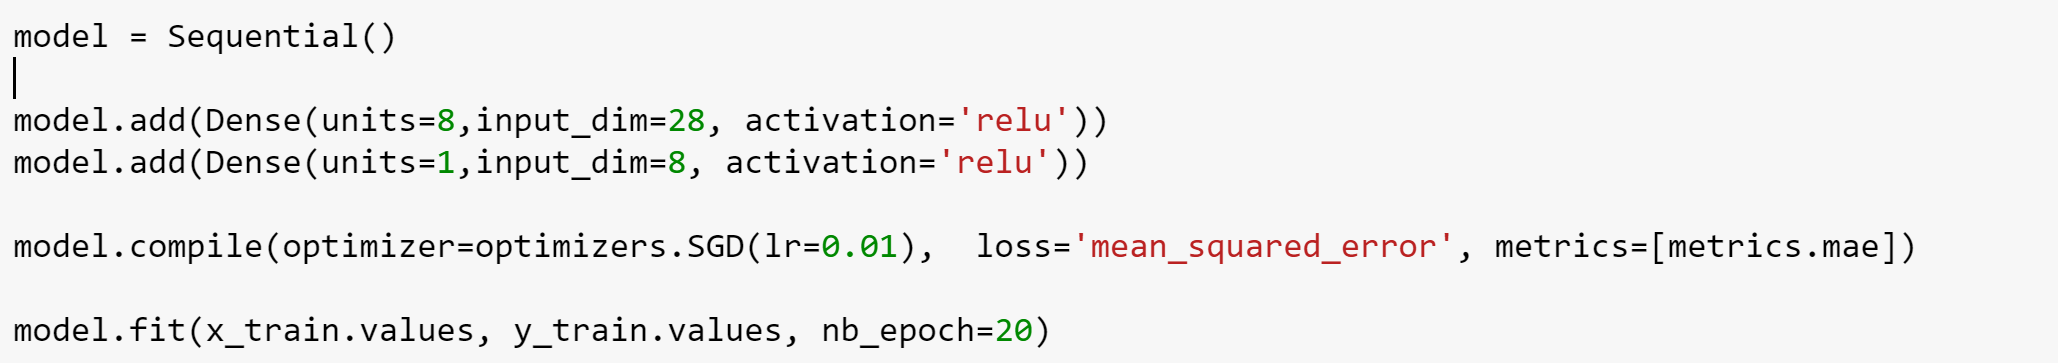 model = Sequential()
model.add(Dense(units=8,input_dim=28, activation='relu'))
model.add(Dense(units=1,input_dim=8, activation='relu'))
model.compile(optimizer=optimizers.SGD(lr=0.01),  loss='mean_squared_error', metrics=[metrics.mae])
model.fit(x_train.values, y_train.values, nb_epoch=20)